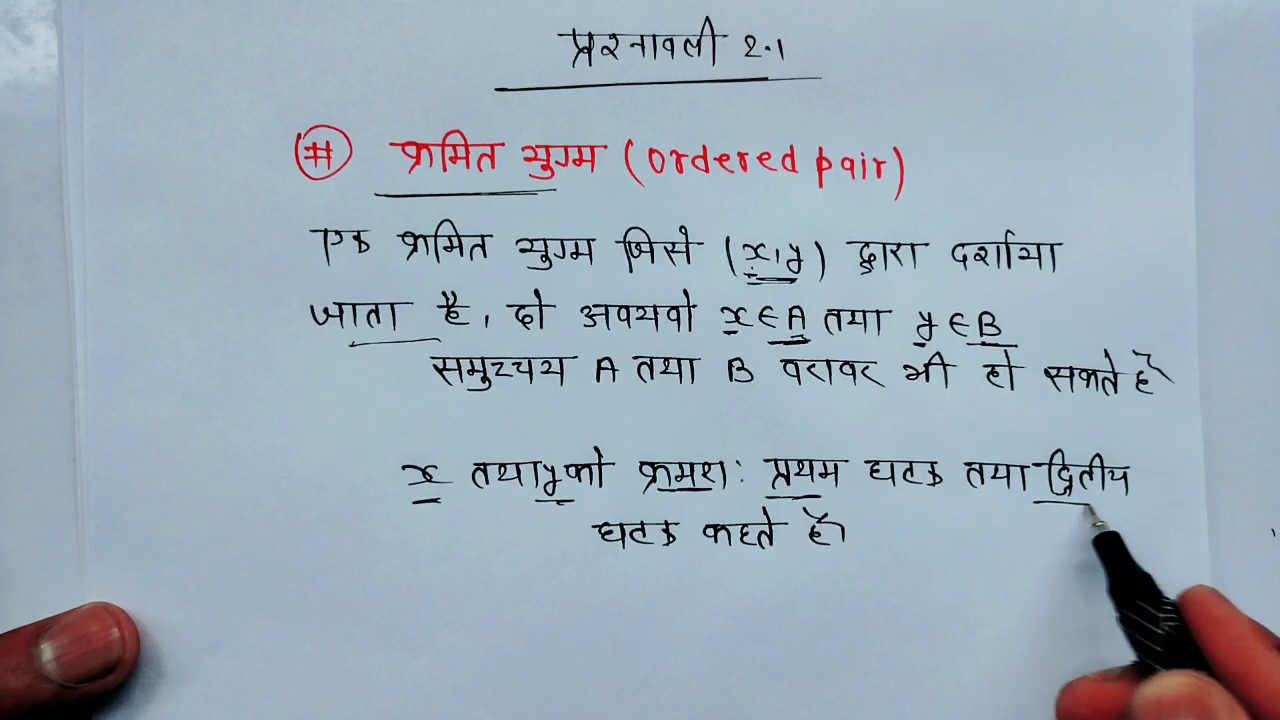 प्रश्नावली 2.1
# क्रमित युग्म (ordered pair)
एक क्रमित युग्म जिसे (x,y) द्वारा दर्शाया
जाता है, दो अवयवो x∈A तथा y∈B
समुच्चय A तथा B बराबर भी हो सकते हैं
x तथा y को क्रमशः प्रथम घटक तथा द्वितीय
घटक कहते हैं